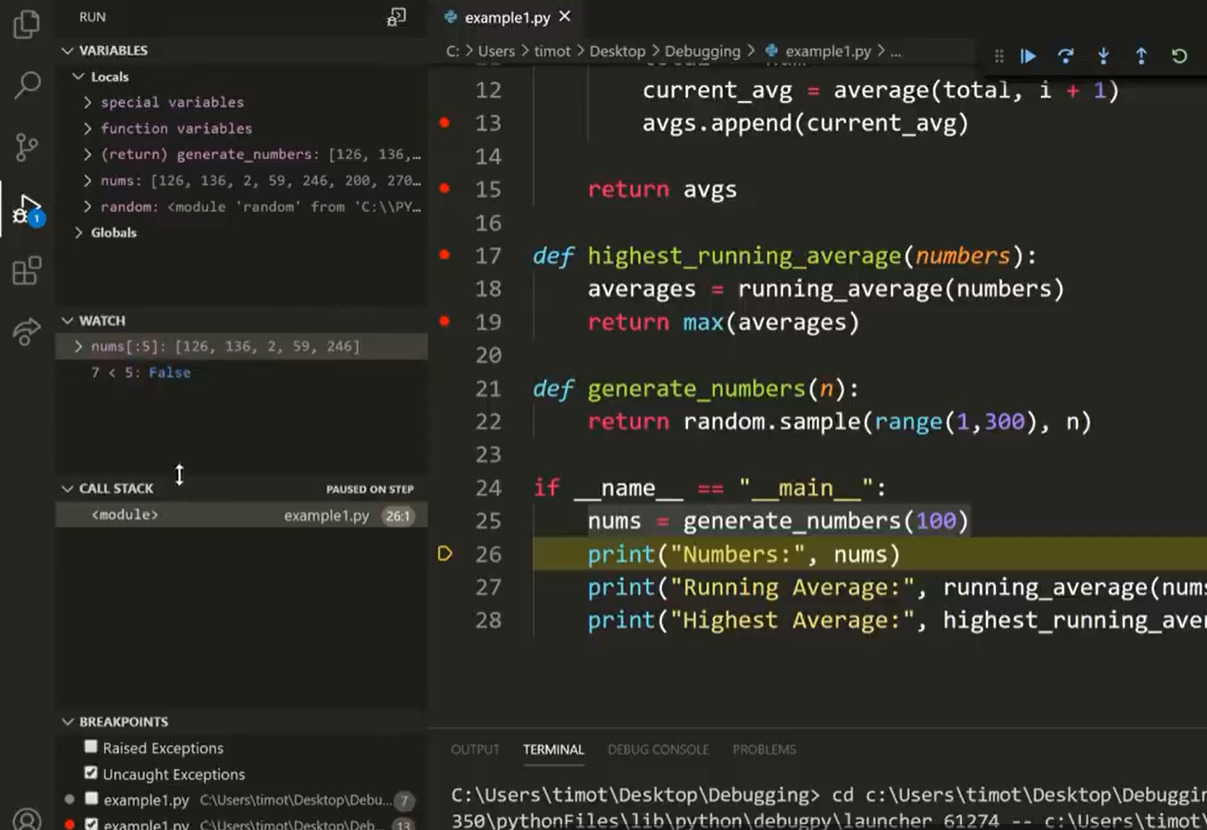 RUN
VARIABLES
Locals
special variables
function variables
(return) generate_numbers: [126, 136,…
nums: [126, 136, 2, 59, 246, 200, 270…
random: <module 'random' from 'C:\\PY…
Globals
1
WATCH
nums[:5]: [126, 136, 2, 59, 246]
7 < 5: False
CALL STACK PAUSED ON STEP
<module> example1.py 26:1
BREAKPOINTS
Raised Exceptions
Uncaught Exceptions
example1.py C:\Users\timot\Desktop\Debu... 7
example1.py C:\Users\timot\Desktop\Deb... 13
example1.py
C: > Users > timot > Desktop > Debugging > example1.py > ...
12 current_avg = average(total, i + 1)
13 avgs.append(current_avg)
14
15 return avgs
16
17 def highest_running_average(numbers):
18 averages = running_average(numbers)
19 return max(averages)
20
21 def generate_numbers(n):
22 return random.sample(range(1,300), n)
23
24 if __name__ == "__main__":
25 nums = generate_numbers(100)
26 print("Numbers:", nums)
27 print("Running Average:", running_average(nums
28 print("Highest Average:", highest_running_aver
OUTPUT TERMINAL DEBUG CONSOLE PROBLEMS
C:\Users\timot\Desktop\Debugging> cd c:\Users\timot\Desktop\Debuggin
350\pythonFiles\lib\python\debugpy\launcher 61274 -- c:\Users\timot\